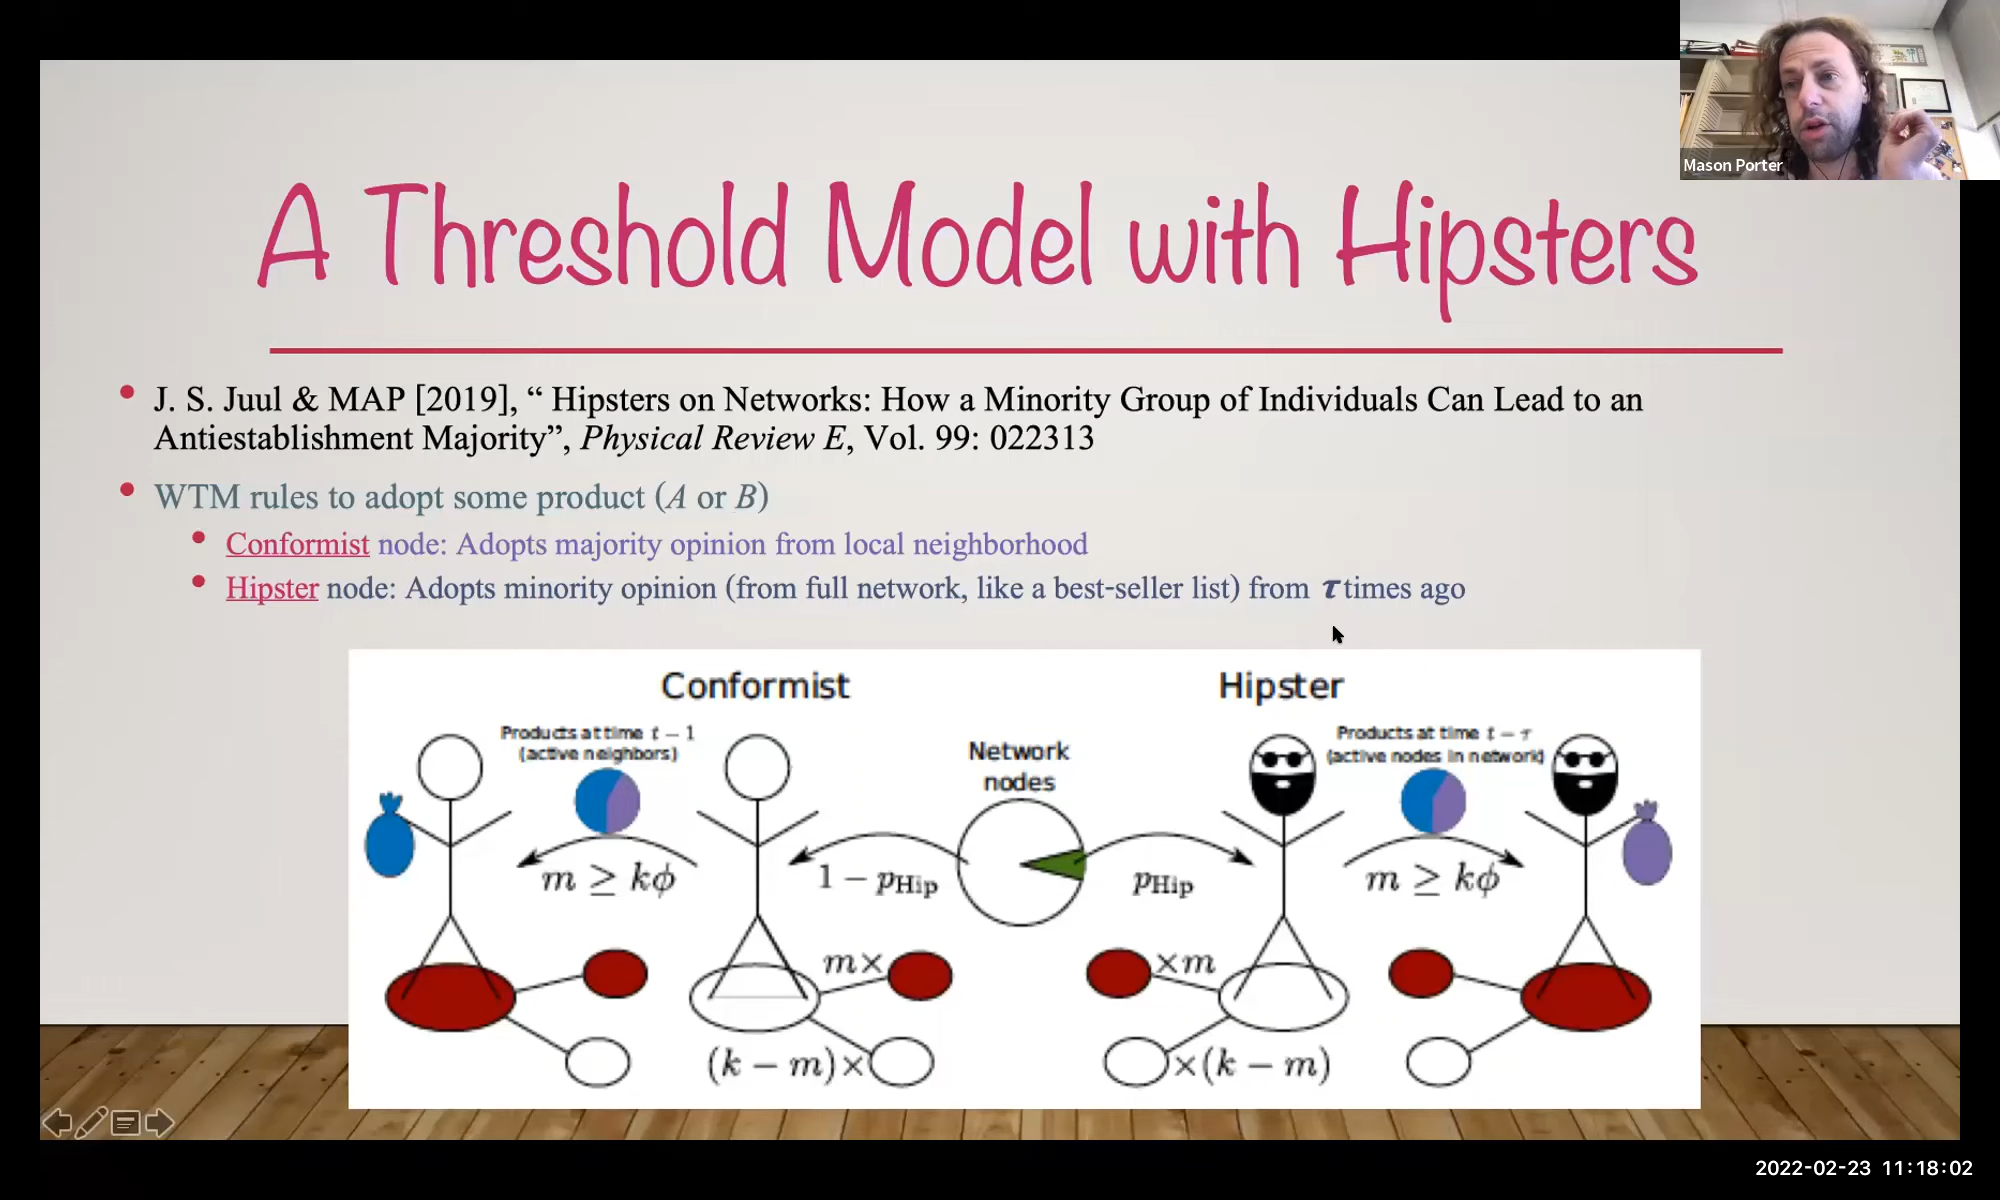 Mason Porter
A Threshold Model with Hipsters
• J. S. Juul & MAP [2019], “ Hipsters on Networks: How a Minority Group of Individuals Can Lead to an
Antiestablishment Majority”, Physical Review E, Vol. 99: 022313
• WTM rules to adopt some product (A or B)
• Conformist node: Adopts majority opinion from local neighborhood
• Hipster node: Adopts minority opinion (from full network, like a best-seller list) from τ times ago
Conformist
Hipster
Products at time t − 1
(active neighbors)
Network
nodes
Products at time t − τ
(active nodes in network)
m ≥ kϕ
1 − pHip
pHip
m ≥ kϕ
m×
×m
(k − m)×
×(k − m)
2022-02-23 11:18:02